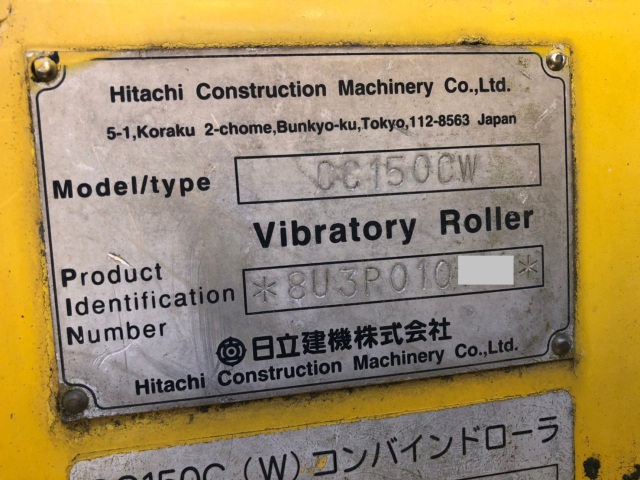 Hitachi Construction Machinery Co.,Ltd.
5-1,Koraku 2-chome,Bunkyo-ku,Tokyo,112-8563 Japan
Model/type CC150CW
Vibratory Roller
Product
Identification *8U3P010 *
Number
日立建機株式会社
Hitachi Construction Machinery Co.,Ltd.
CC150C (W) コンバインドローラ